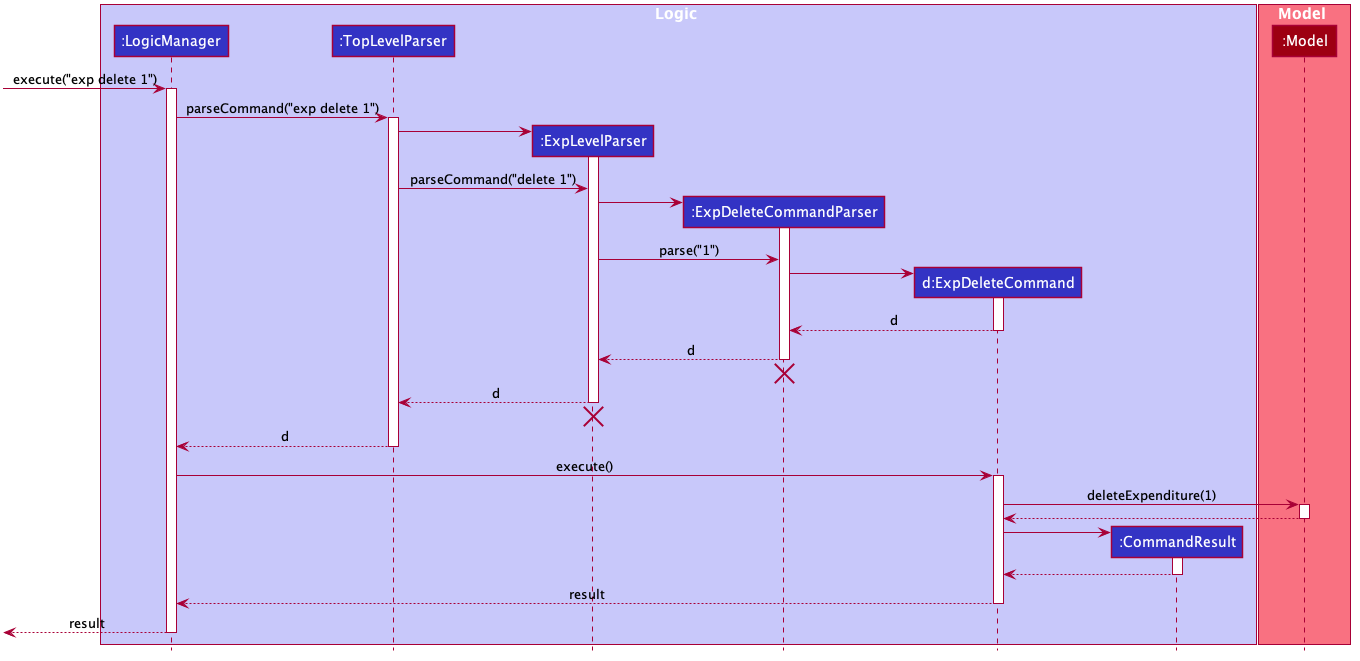 Logic
Model
:LogicManager
:TopLevelParser
:Model
execute("exp delete 1")
parseCommand("exp delete 1")
:ExpLevelParser
parseCommand("delete 1")
:ExpDeleteCommandParser
parse("1")
d:ExpDeleteCommand
d
d
d
d
execute()
deleteExpenditure(1)
:CommandResult
result
result